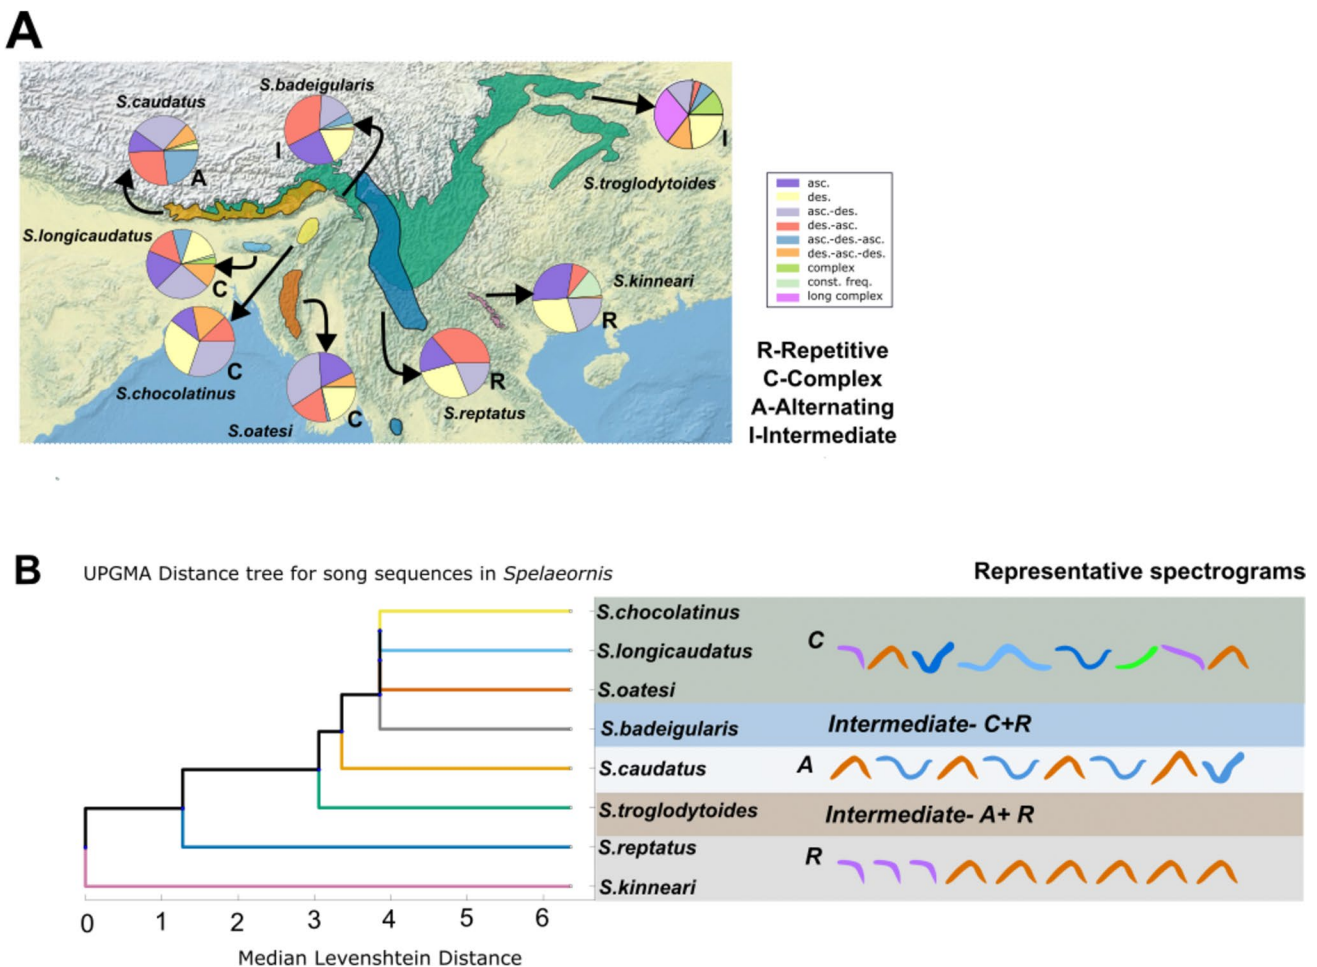 A
S.caudatus
S.badeigularis
I
A
I
S.troglodytoides
S.longicaudatus
C
S.kinneari
R
C
S.chocolatinus
R
C
S.reptatus
S.oatesi
asc.
des.
asc.-des.
des.-asc.
asc.-des.-asc.
des.-asc.-des.
complex
const. freq.
long complex
R-Repetitive
C-Complex
A-Alternating
I-Intermediate
B
UPGMA Distance tree for song sequences in Spelaeornis
Representative spectrograms
S.chocolatinus
S.longicaudatus
C
S.oatesi
S.badeigularis
Intermediate- C+R
S.caudatus
A
S.troglodytoides
Intermediate- A+ R
S.reptatus
R
S.kinneari
0 1 2 3 4 5 6
Median Levenshtein Distance